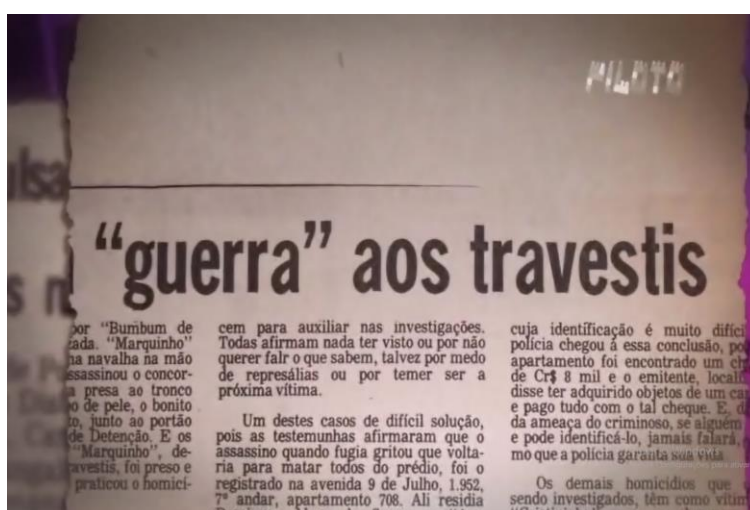 PILOTO
"guerra" aos travestis
por "Bumbum de
"Marquinho"
na navalha na mão
assassinou o concor-
a presa ao tronco
o de pele, o bonito
to, junto ao portão
de Detenção. E os
"Marquinho", de-
travestis, foi preso e
praticou o homicí-
cem para auxiliar nas investigações.
Todas afirmam nada ter visto ou por não
querer falr o que sabem, talvez por medo
de represálias ou por temer ser a
próxima vítima.
Um destes casos de difícil solução,
pois as testemunhas afirmaram que o
assassino quando fugia gritou que volta-
ria para matar todos do prédio, foi o
registrado na avenida 9 de Julho, 1.952,
7º andar, apartamento 708. Ali residia
cuja identificação é muito difícil
polícia chegou à essa conclusão, po
apartamento foi encontrado um ch
de Cr$ 8 mil e o emitente, locali
disse ter adquirido objetos de um ca
e pago tudo com o tal cheque. E, d
da ameaça do criminoso, se alguém
e pode identificá-lo, jamais falará,
mo que a polícia garanta sua vida
Os demais homicídios que
sendo investigados, têm como vítim